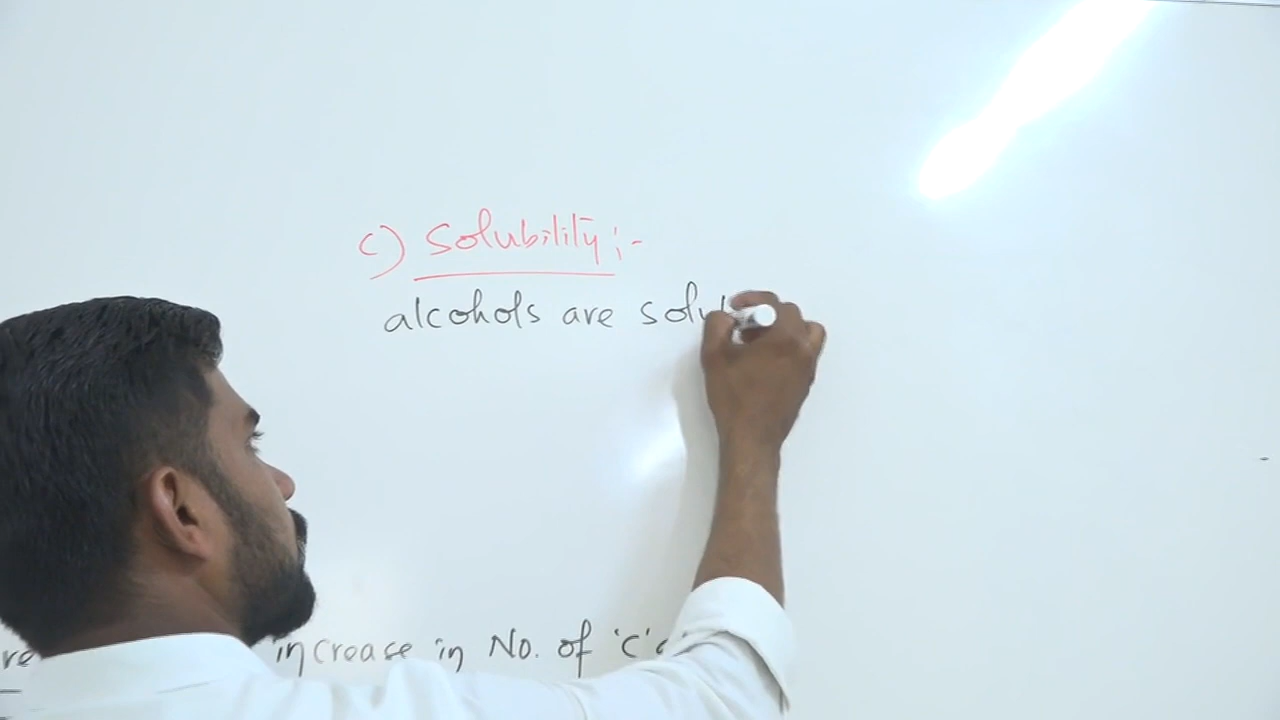 c) Solubility :-
alcohols are solu
increase in No. of 'c'